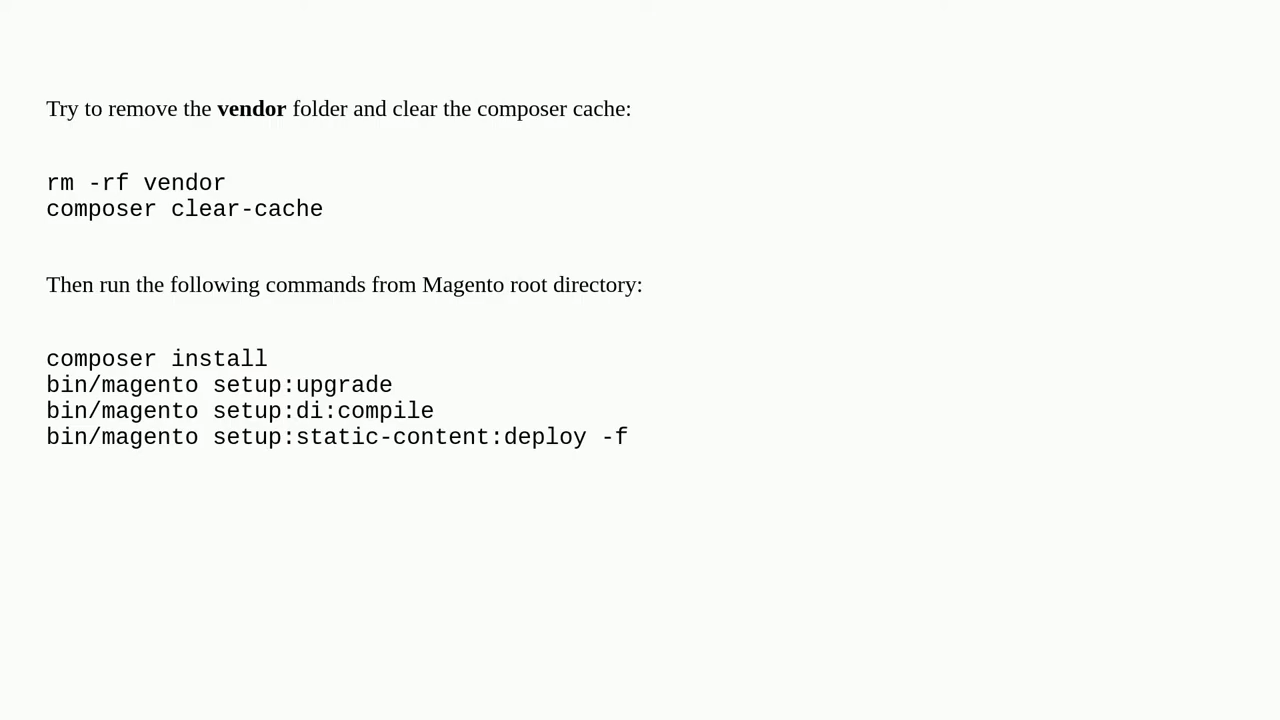 Try to remove the vendor folder and clear the composer cache:
rm -rf vendor
composer clear-cache
Then run the following commands from Magento root directory:
composer install
bin/magento setup:upgrade
bin/magento setup:di:compile
bin/magento setup:static-content:deploy -f